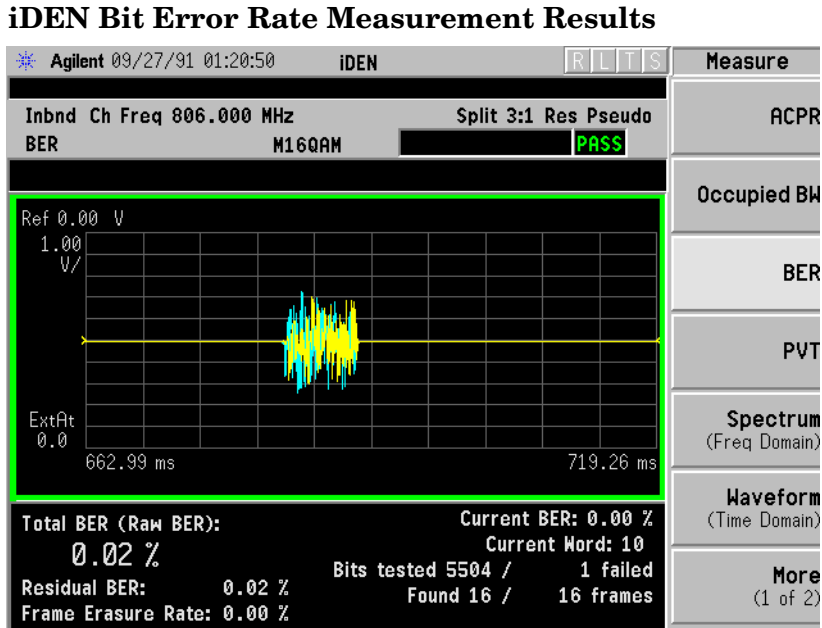 iDEN Bit Error Rate Measurement Results
Agilent 09/27/91 01:20:50 iDEN R L T S Measure
Inbnd Ch Freq 806.000 MHz Split 3:1 Res Pseudo
BER M16QAM PASS
ACPR
Occupied BW
BER
PVT
Spectrum
(Freq Domain)
Waveform
(Time Domain)
More
(1 of 2)
Ref 0.00 V
1.00
V/
ExtAt
0.0
662.99 ms 719.26 ms
Total BER (Raw BER):
0.02 %
Residual BER: 0.02 %
Frame Erasure Rate: 0.00 %
Current BER: 0.00 %
Current Word: 10
Bits tested 5504 / 1 failed
Found 16 / 16 frames